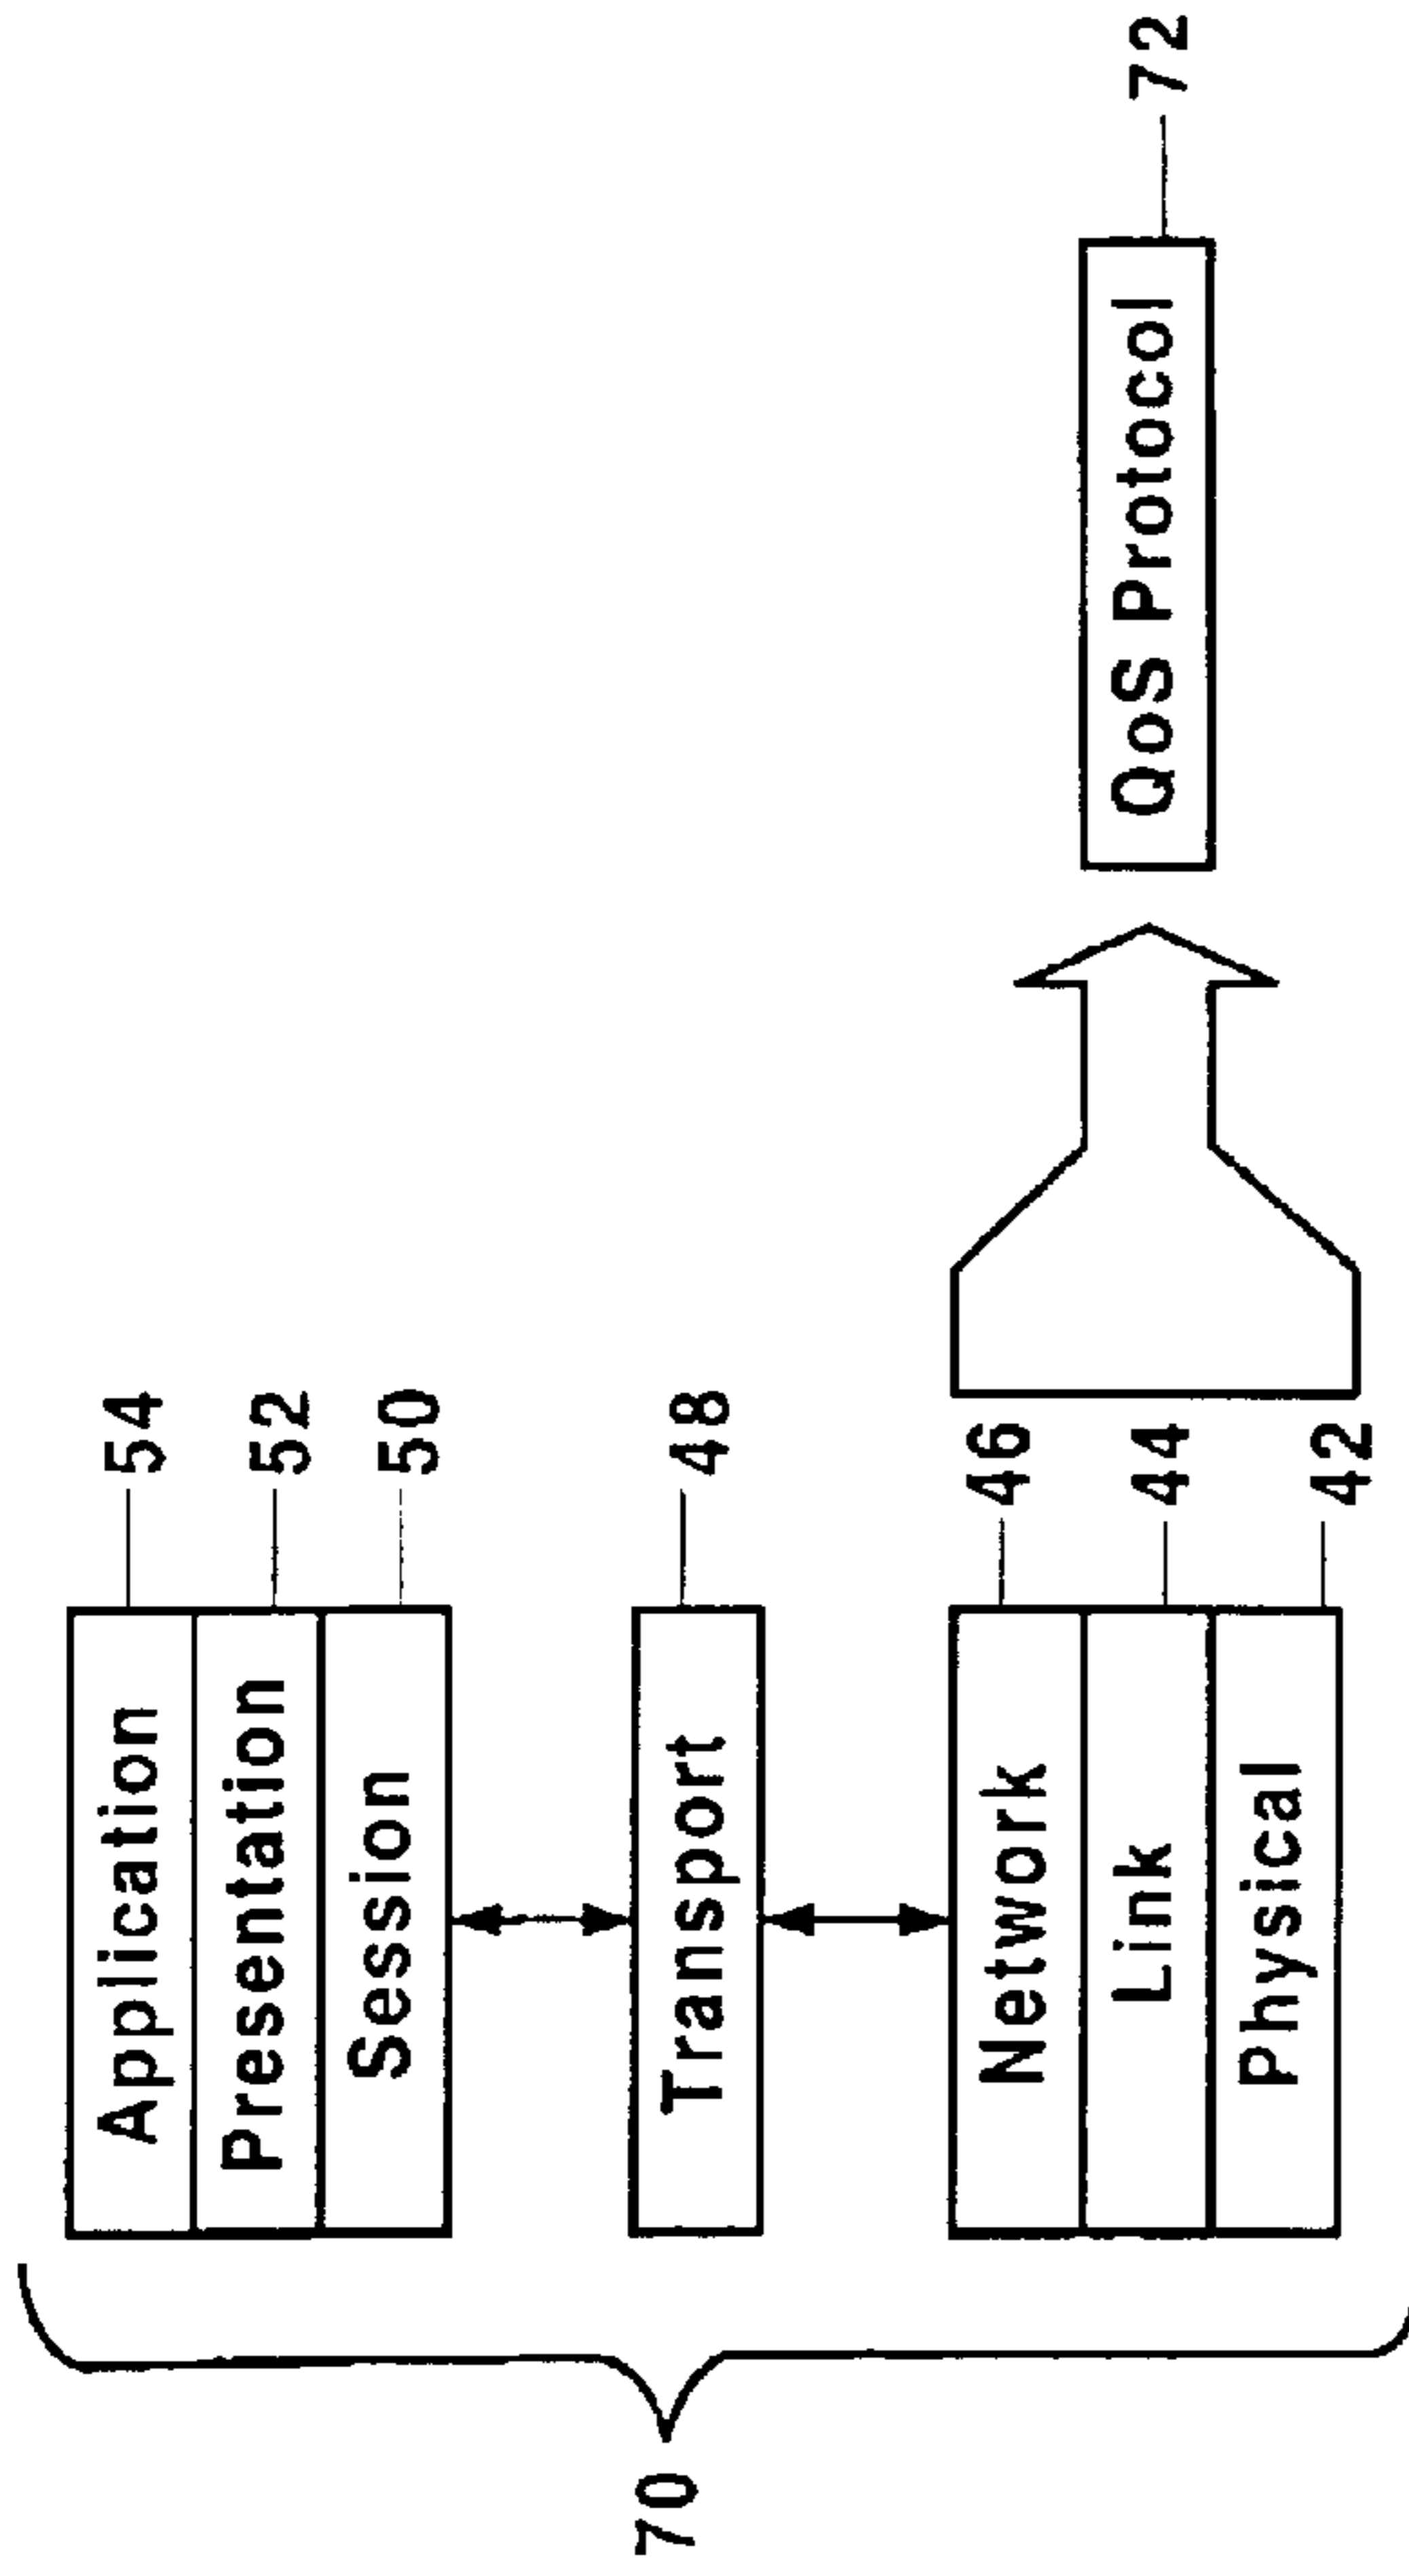 Application 54
Presentation 52
Session 50
Transport 48
70
Network 46
Link 44 QoS Protocol 72
Physical 42